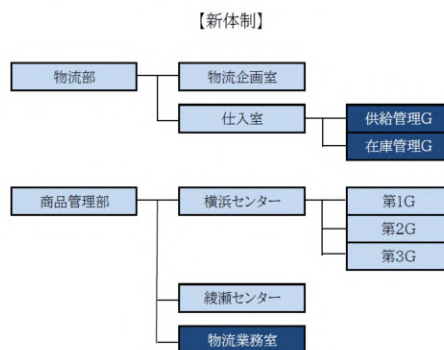 【新体制】
物流部
物流企画室
仕入室
供給管理G
在庫管理G
商品管理部
横浜センター
第1G
第2G
第3G
綾瀬センター
物流業務室